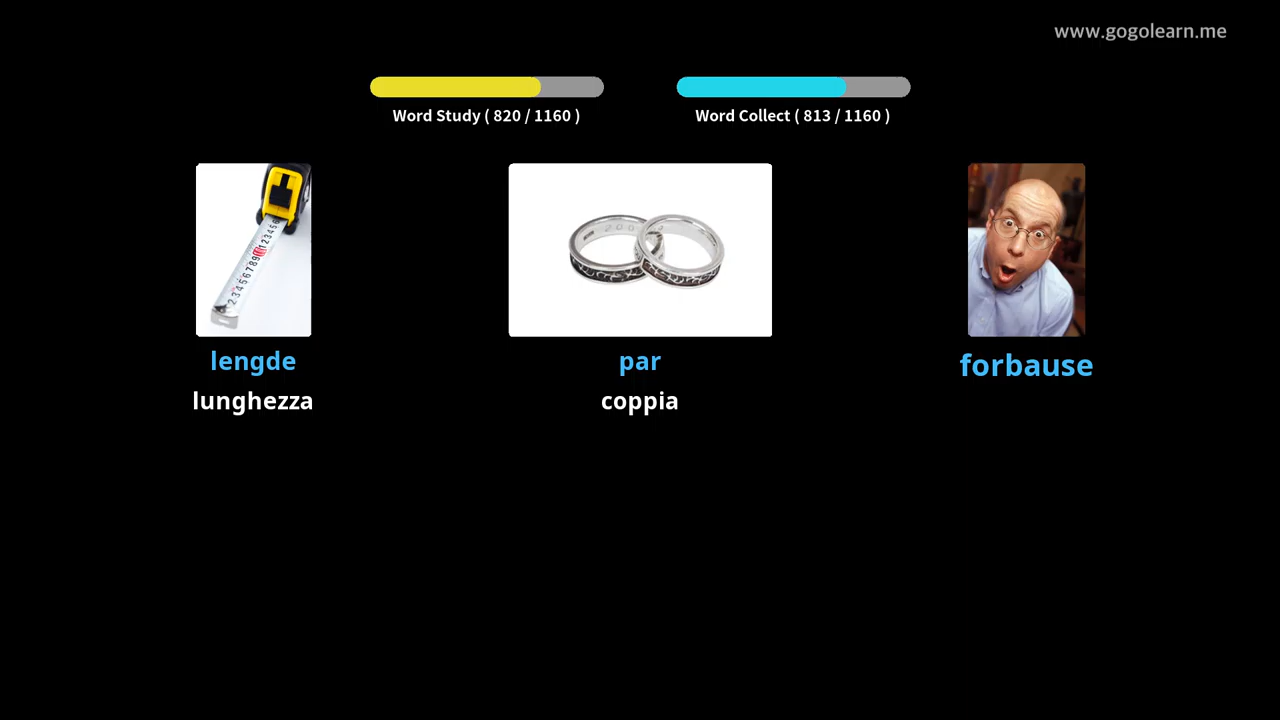 www.gogolearn.me
Word Study ( 820 / 1160 )
Word Collect ( 813 / 1160 )
lengde
par
forbause
lunghezza
coppia